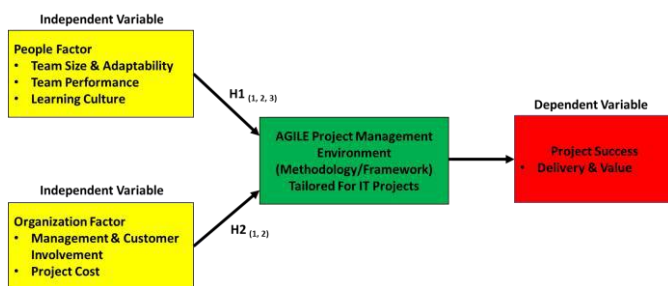 Independent Variable
People Factor
• Team Size & Adaptability
• Team Performance
• Learning Culture
H1 (1, 2, 3)
AGILE Project Management
Environment
(Methodology/Framework)
Tailored For IT Projects
Dependent Variable
Project Success
• Delivery & Value
Independent Variable
Organization Factor
• Management & Customer
Involvement
• Project Cost
H2 (1, 2)